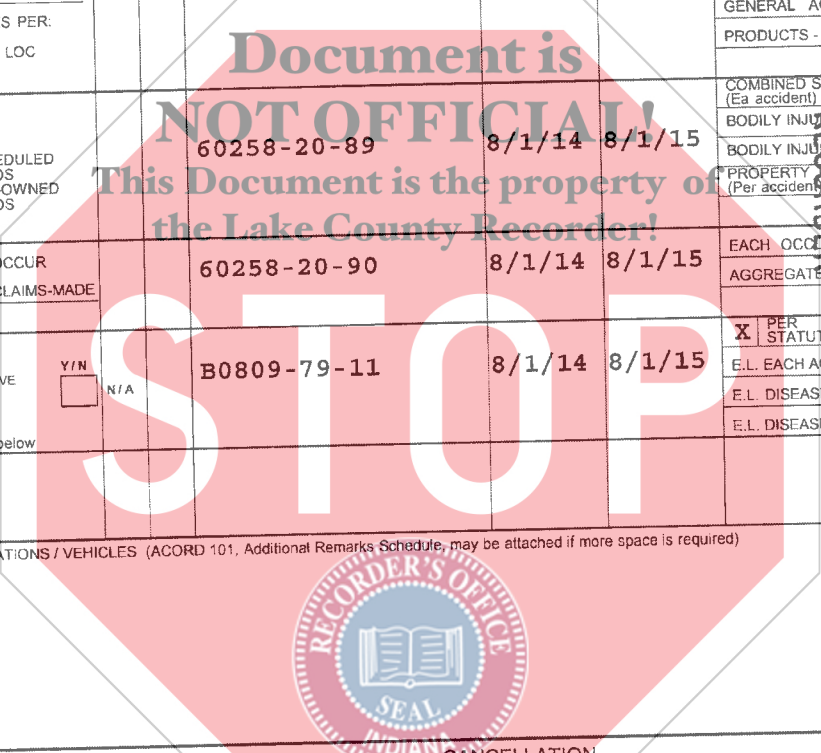 GENERAL
S PER:
PRODUCTS -
LOC
Document is
COMBINED S
(Ea accident)
NOT OFFICIAL!
BODILY INJU
60258-20-89 8/1/14 8/1/15
BODILY INJU
EDULED
OS
This Document is the property of
PROPERTY
-OWNED
(Per accident
OS
the Lake County Recorder!
EACH OCC
OCCUR
60258-20-90 8/1/14 8/1/15
AGGREGATE
CLAIMS-MADE
X PER
STATUT
Y/N
VE
B0809-79-11 8/1/14 8/1/15
E.L. EACH AC
N/A
E.L. DISEAS
E.L. DISEAS
below
STOP
ATIONS / VEHICLES (ACORD 101, Additional Remarks Schedule, may be attached if more space is required)
RECORDER'S OFFICE
SEAL
INDIANA
CANCELLATION